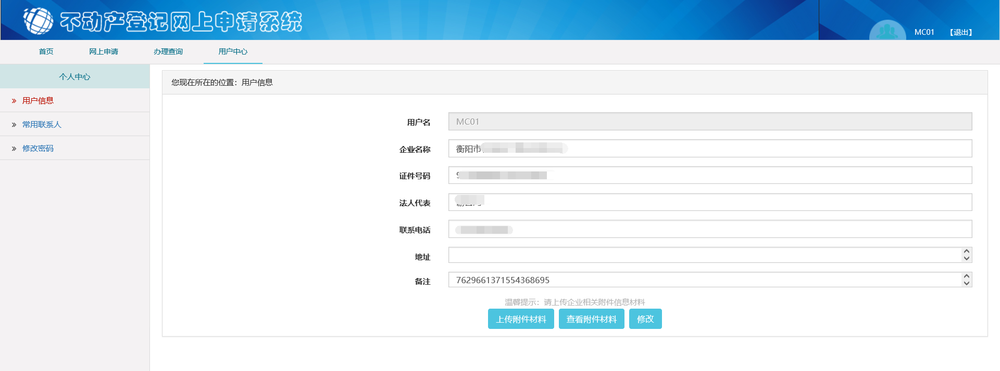 不动产登记网上申请系统
MC01 【退出】
首页 网上申请 办理查询 用户中心
个人中心
您现在所在的位置：用户信息
» 用户信息
» 常用联系人
» 修改密码
用户名 MC01
企业名称 衡阳市
证件号码 9
法人代表
联系电话
地址
备注 7629661371554368695
温馨提示：请上传企业相关附件信息材料
上传附件材料 查看附件材料 修改